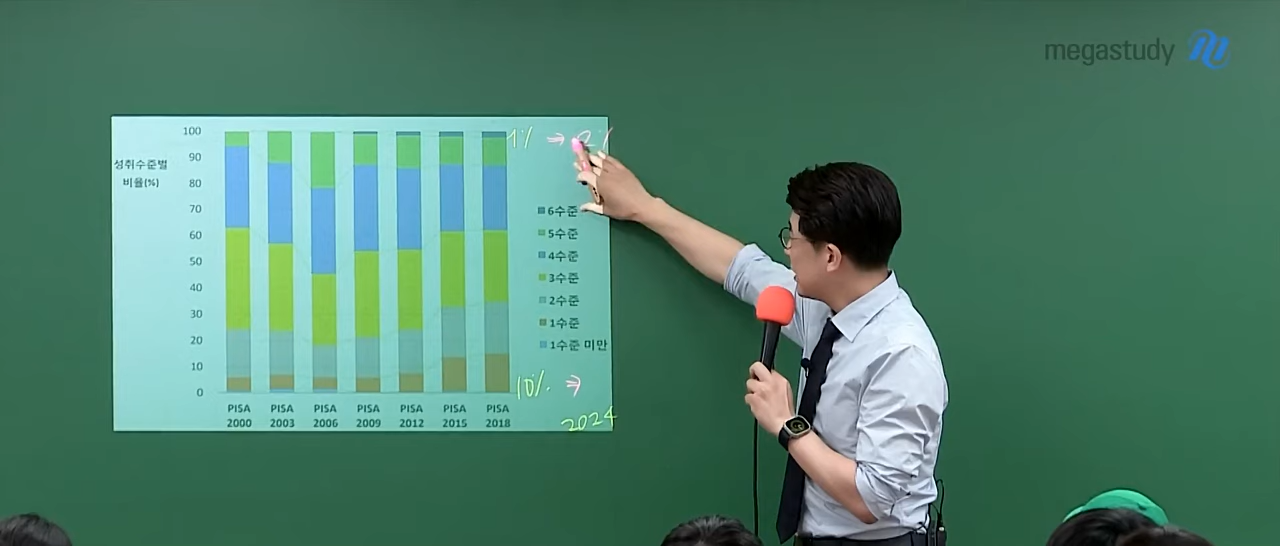 megastudy
100
성취수준별
비율(%)
90
80
70
60
50
40
30
20
10
0
PISA 2000
PISA 2003
PISA 2006
PISA 2009
PISA 2012
PISA 2015
PISA 2018
6수준
5수준
4수준
3수준
2수준
1수준
1수준 미만
1% → 2%
10% →
2024